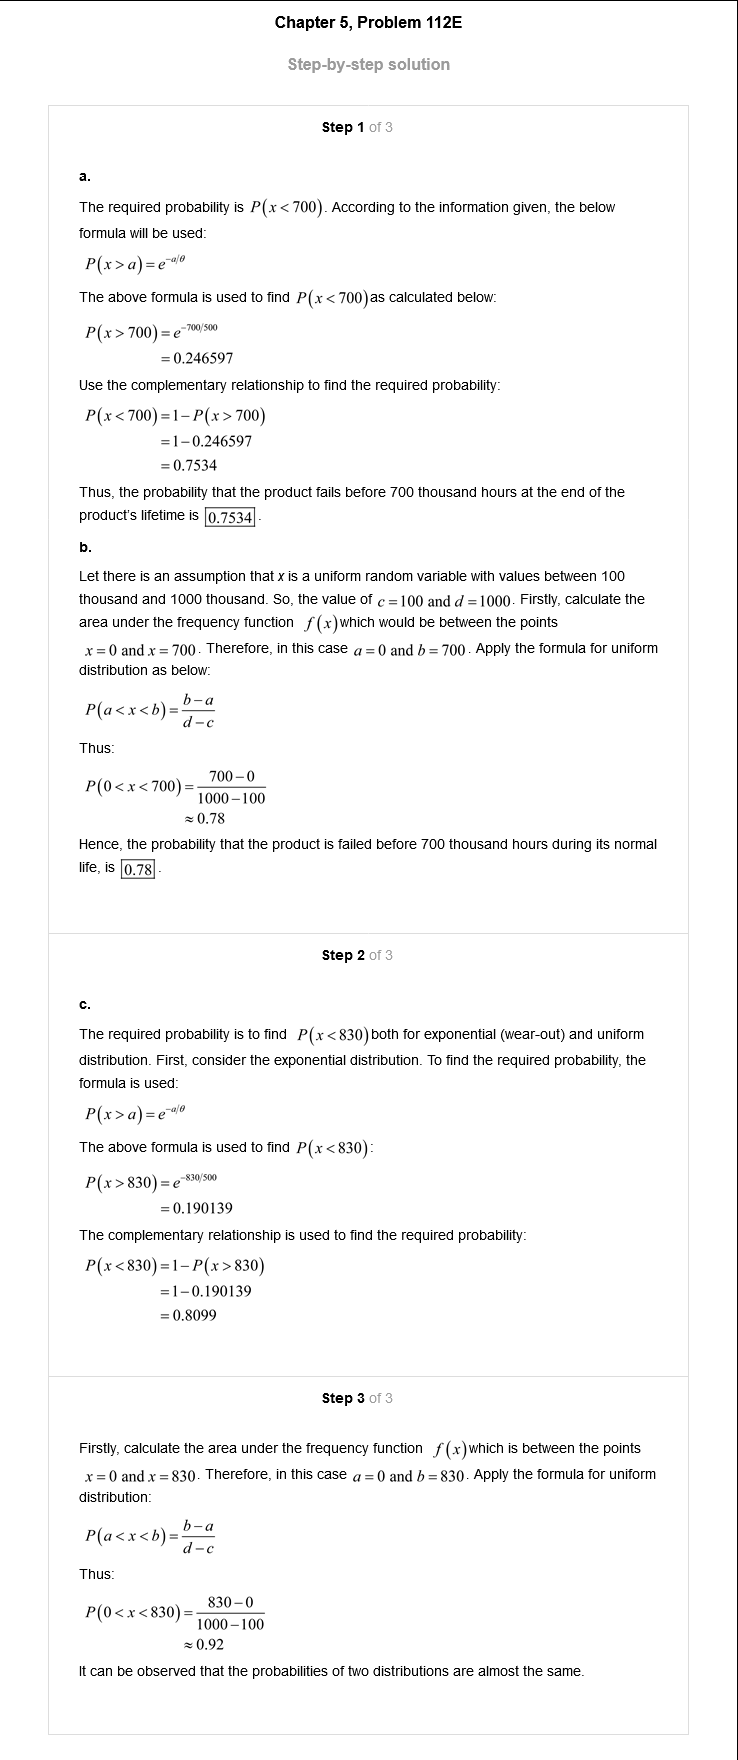 Chapter 5, Problem 112E
Step-by-step solution
Step 1 of 3
a.
The required probability is P(x < 700). According to the information given, the below
formula will be used:
P(x > a) = e^{-a/θ}
The above formula is used to find P(x < 700) as calculated below:
P(x > 700) = e^{-700/500}
= 0.246597
Use the complementary relationship to find the required probability:
P(x < 700) = 1 − P(x > 700)
= 1 − 0.246597
= 0.7534
Thus, the probability that the product fails before 700 thousand hours at the end of the
product's lifetime is 0.7534.
b.
Let there is an assumption that x is a uniform random variable with values between 100
thousand and 1000 thousand. So, the value of c = 100 and d = 1000. Firstly, calculate the
area under the frequency function f(x) which would be between the points
x = 0 and x = 700. Therefore, in this case a = 0 and b = 700. Apply the formula for uniform
distribution as below:
P(a < x < b) = \frac{b − a}{d − c}
Thus:
P(0 < x < 700) = \frac{700 − 0}{1000 − 100}
≈ 0.78
Hence, the probability that the product is failed before 700 thousand hours during its normal
life, is 0.78.
Step 2 of 3
c.
The required probability is to find P(x < 830) both for exponential (wear-out) and uniform
distribution. First, consider the exponential distribution. To find the required probability, the
formula is used:
P(x > a) = e^{-a/θ}
The above formula is used to find P(x < 830):
P(x > 830) = e^{-830/500}
= 0.190139
The complementary relationship is used to find the required probability:
P(x < 830) = 1 − P(x > 830)
= 1 − 0.190139
= 0.8099
Step 3 of 3
Firstly, calculate the area under the frequency function f(x) which is between the points
x = 0 and x = 830. Therefore, in this case a = 0 and b = 830. Apply the formula for uniform
distribution:
P(a < x < b) = \frac{b − a}{d − c}
Thus:
P(0 < x < 830) = \frac{830 − 0}{1000 − 100}
≈ 0.92
It can be observed that the probabilities of two distributions are almost the same.